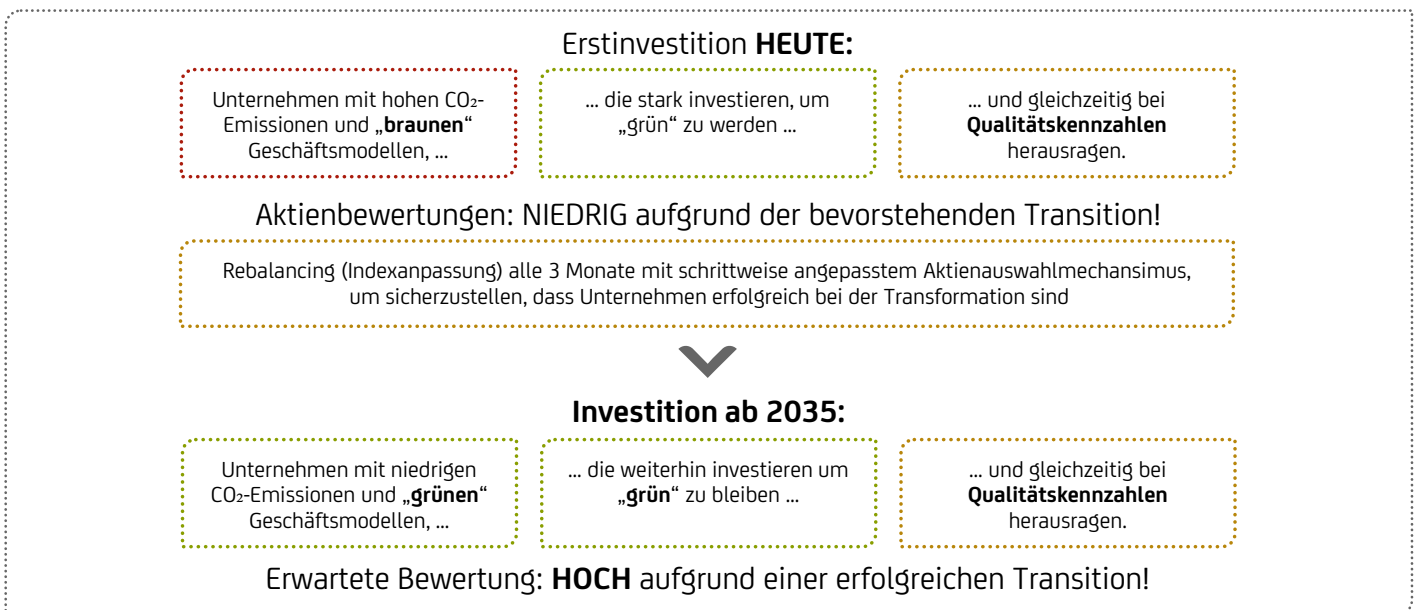 Erstinvestition HEUTE:
Unternehmen mit hohen CO₂-
Emissionen und „braunen“
Geschäftsmodellen, ...
... die stark investieren, um
„grün“ zu werden ...
... und gleichzeitig bei
Qualitätskennzahlen
herausragen.
Aktienbewertungen: NIEDRIG aufgrund der bevorstehenden Transition!
Rebalancing (Indexanpassung) alle 3 Monate mit schrittweise angepasstem Aktienauswahlmechansimus,
um sicherzustellen, dass Unternehmen erfolgreich bei der Transformation sind
Investition ab 2035:
Unternehmen mit niedrigen
CO₂-Emissionen und „grünen“
Geschäftsmodellen, ...
... die weiterhin investieren um
„grün“ zu bleiben ...
... und gleichzeitig bei
Qualitätskennzahlen
herausragen.
Erwartete Bewertung: HOCH aufgrund einer erfolgreichen Transition!